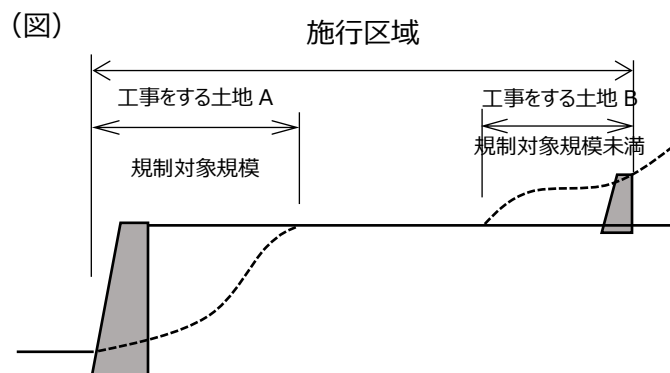 （図）
施行区域
工事をする土地 A
工事をする土地 B
規制対象規模
規制対象規模未満